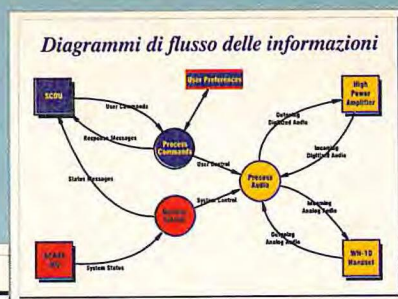 Diagrammi di flusso delle informazioni
User Preferences
SCDU
High
Power
Amplifier
User Commands
Outgoing
Digitized Audio
Response Messages
Process
Commands
Incoming
Digitized Audio
User Control
Process
Audio
Status Messages
System Control
Incoming
Analog Audio
Outgoing
Analog Audio
System Status
WH-10
Handset